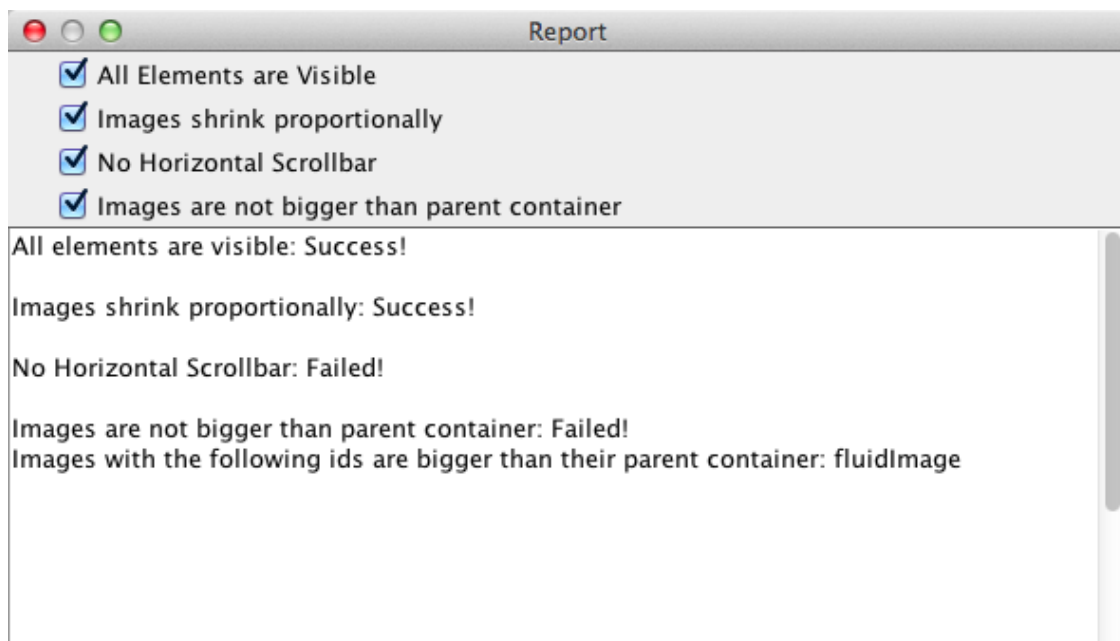 Report
All Elements are Visible
Images shrink proportionally
No Horizontal Scrollbar
Images are not bigger than parent container
All elements are visible: Success!
Images shrink proportionally: Success!
No Horizontal Scrollbar: Failed!
Images are not bigger than parent container: Failed!
Images with the following ids are bigger than their parent container: fluidImage